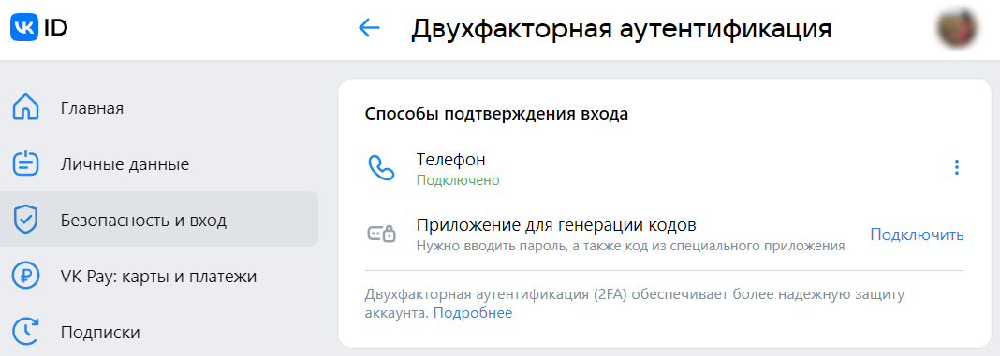 VK ID
Двухфакторная аутентификация
Главная
Личные данные
Безопасность и вход
VK Pay: карты и платежи
Подписки
Способы подтверждения входа
Телефон
Подключено
Приложение для генерации кодов
Нужно вводить пароль, а также код из специального приложения
Подключить
Двухфакторная аутентификация (2FA) обеспечивает более надежную защиту
аккаунта. Подробнее